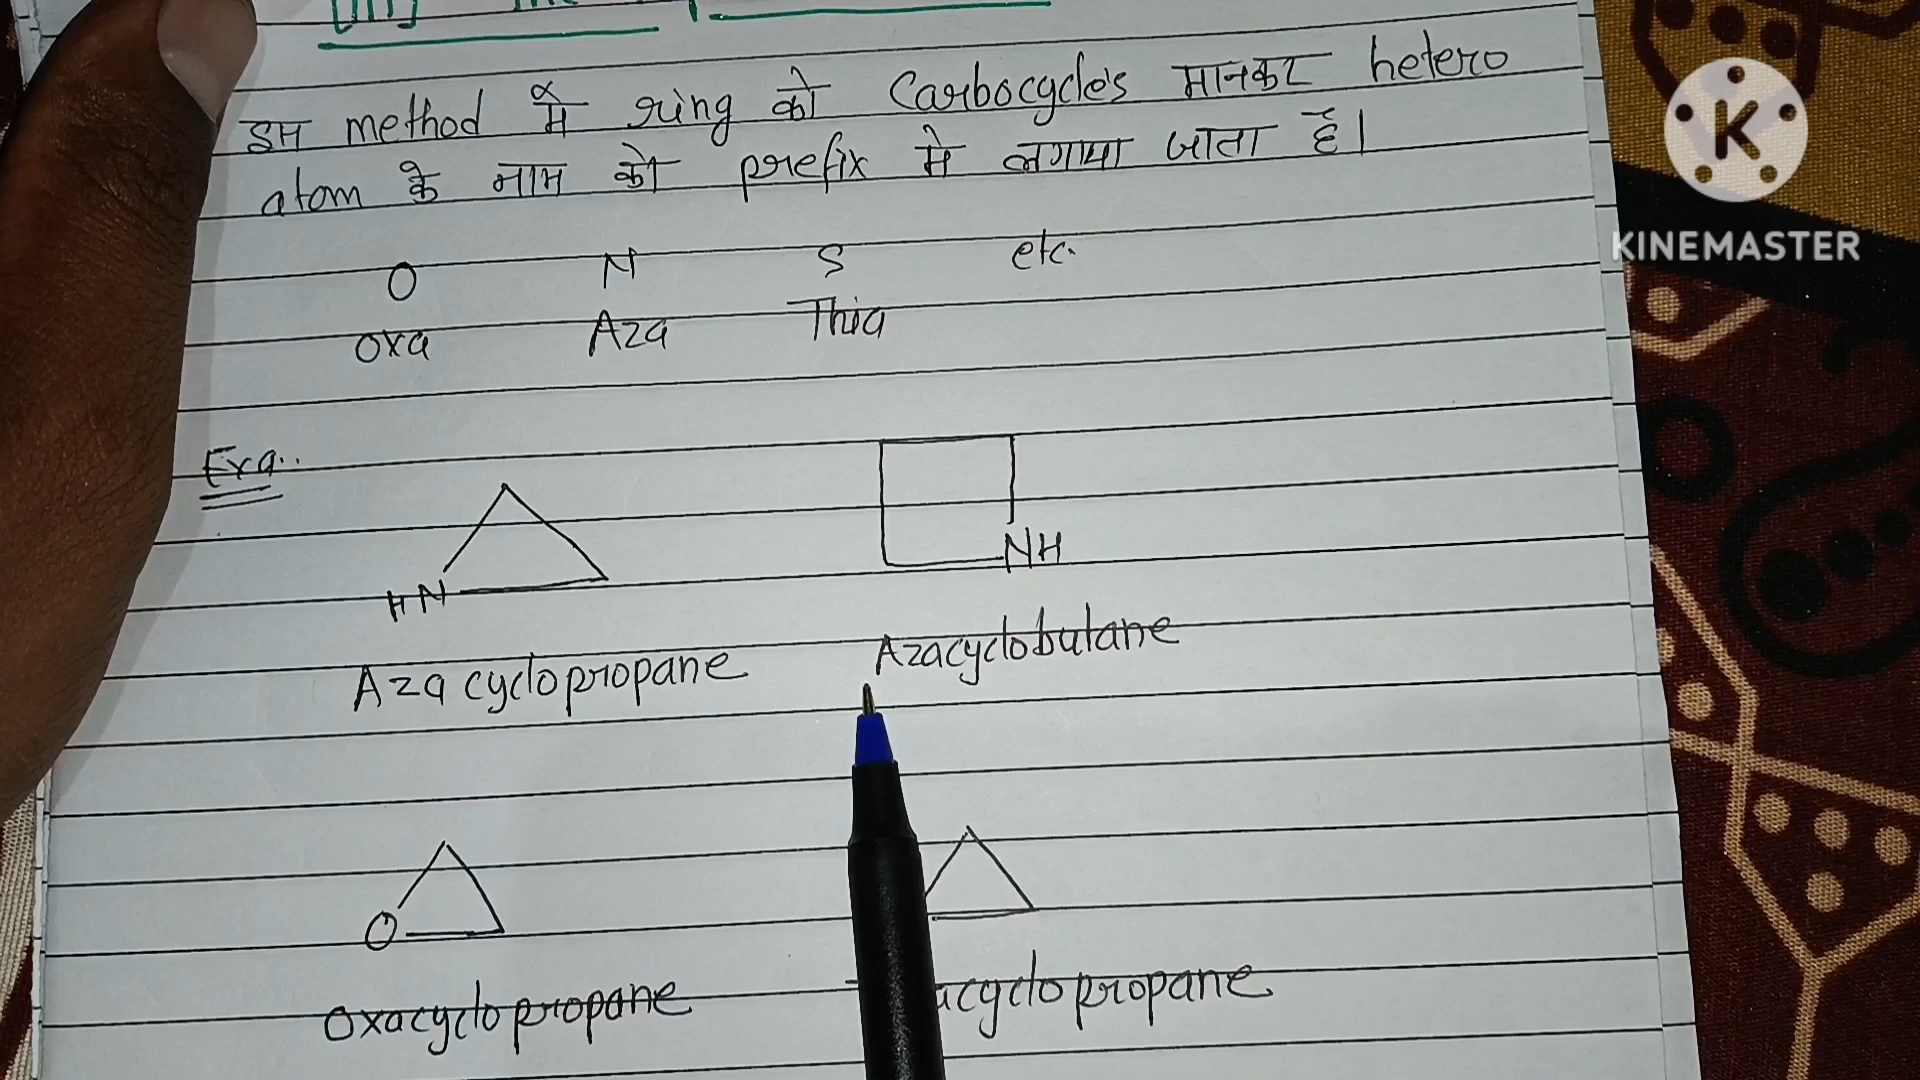 इस method में ring को Carbocycle's मानकर hetero
atom के नाम को prefix मे लगाया जाता है।
O N S etc.
Oxa Aza Thia
Exa..
HN
NH
Aza cyclopropane Azacyclobutane
O
Oxacyclopropane acyclopropane
K
KINEMASTER